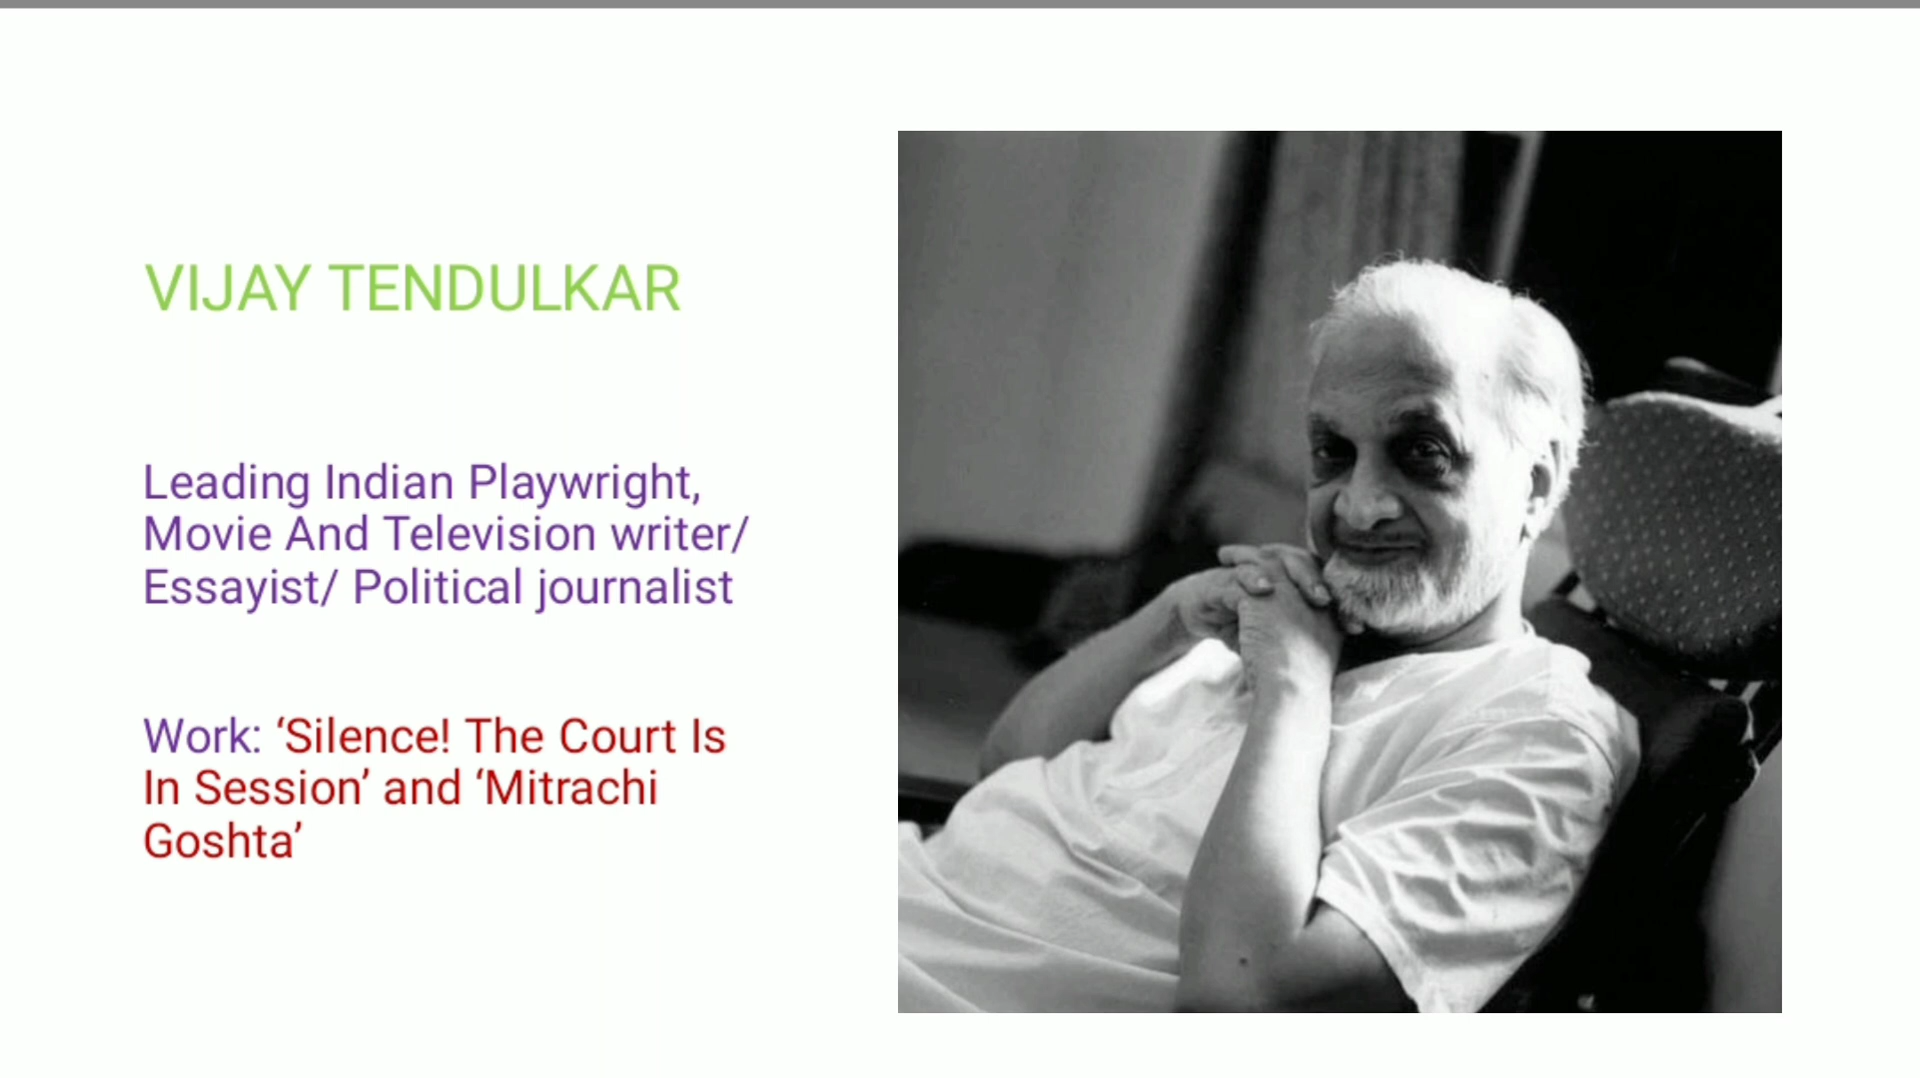 VIJAY TENDULKAR
Leading Indian Playwright,
Movie And Television writer/
Essayist/ Political journalist
Work: ‘Silence! The Court Is
In Session’ and ‘Mitrachi
Goshta’